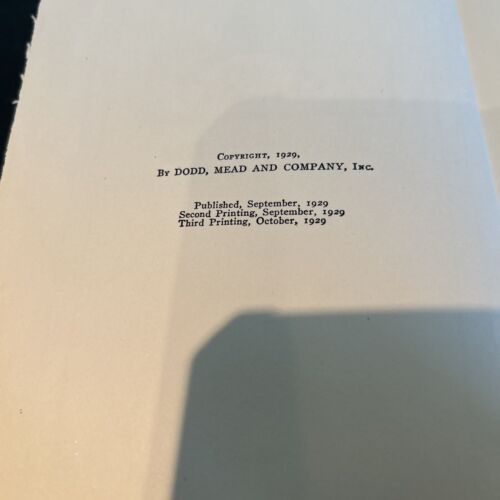 COPYRIGHT, 1929,
BY DODD, MEAD AND COMPANY, INC.
Published, September, 1929
Second Printing, September, 1929
Third Printing, October, 1929